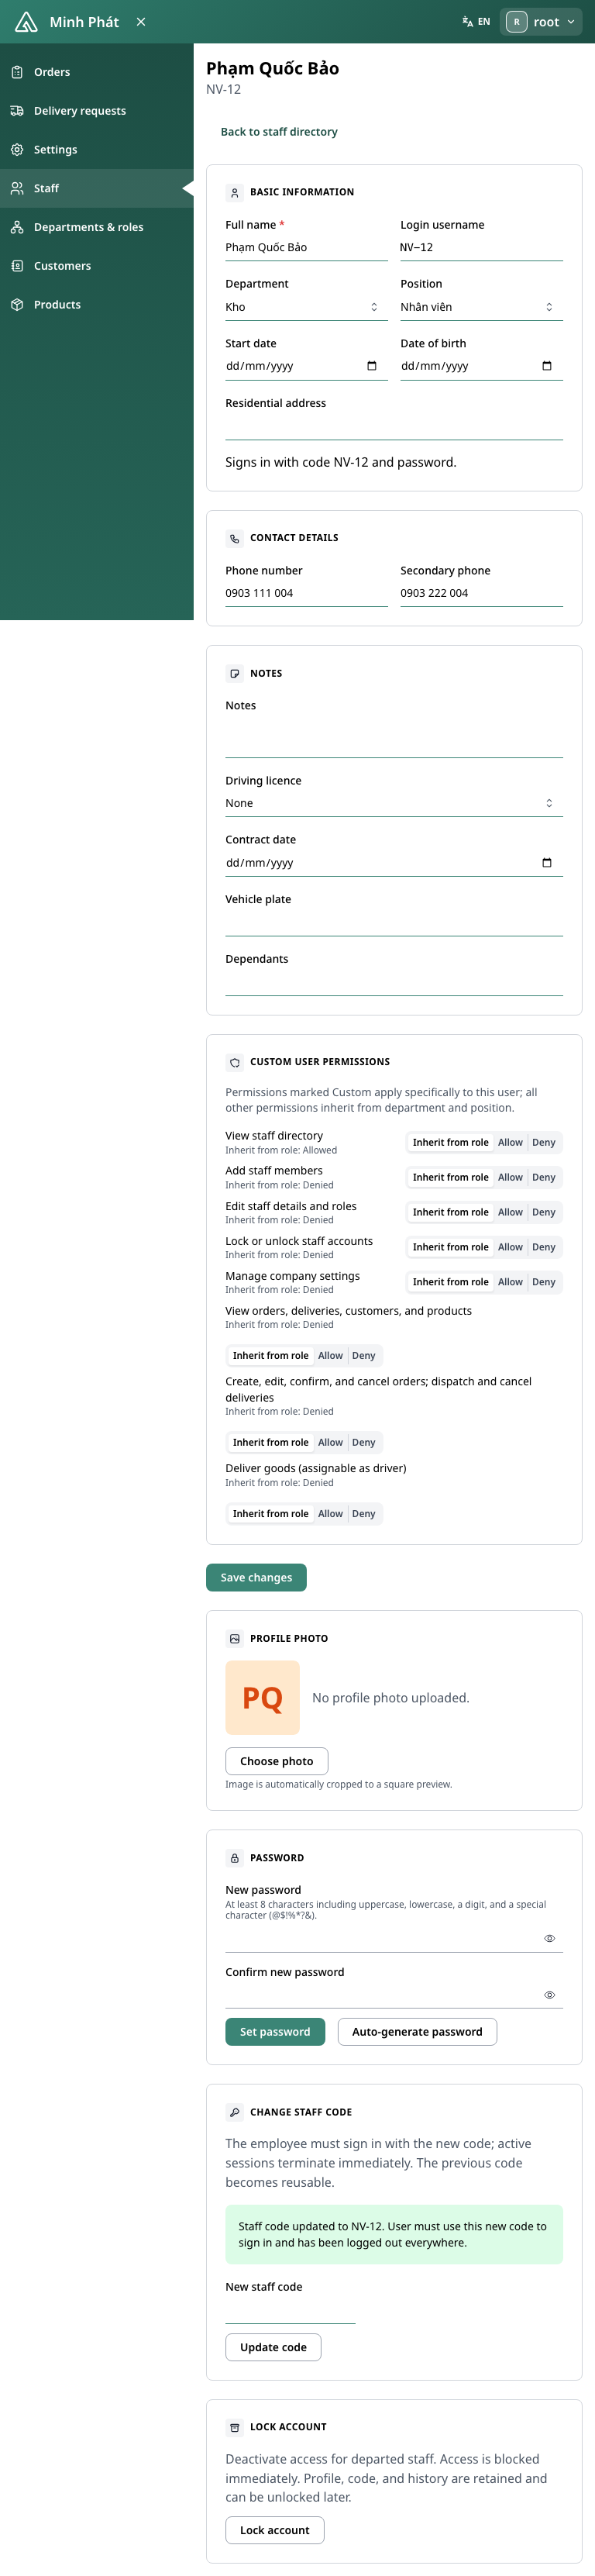 Minh Phát
EN
R
root
Orders
Delivery requests
Settings
Staff
Departments & roles
Customers
Products
Phạm Quốc Bảo
NV-12
Back to staff directory
BASIC INFORMATION
Full name *
Login username
Phạm Quốc Bảo
NV-12
Department
Position
Kho
Nhân viên
Start date
Date of birth
dd/mm/yyyy
dd/mm/yyyy
Residential address
Signs in with code NV-12 and password.
CONTACT DETAILS
Phone number
Secondary phone
0903 111 004
0903 222 004
NOTES
Notes
Driving licence
None
Contract date
dd/mm/yyyy
Vehicle plate
Dependants
CUSTOM USER PERMISSIONS
Permissions marked Custom apply specifically to this user; all
other permissions inherit from department and position.
View staff directory
Inherit from role: Allowed
Inherit from role Allow Deny
Add staff members
Inherit from role: Denied
Inherit from role Allow Deny
Edit staff details and roles
Inherit from role: Denied
Inherit from role Allow Deny
Lock or unlock staff accounts
Inherit from role: Denied
Inherit from role Allow Deny
Manage company settings
Inherit from role: Denied
Inherit from role Allow Deny
View orders, deliveries, customers, and products
Inherit from role: Denied
Inherit from role Allow Deny
Create, edit, confirm, and cancel orders; dispatch and cancel
deliveries
Inherit from role: Denied
Inherit from role Allow Deny
Deliver goods (assignable as driver)
Inherit from role: Denied
Inherit from role Allow Deny
Save changes
PROFILE PHOTO
PQ
No profile photo uploaded.
Choose photo
Image is automatically cropped to a square preview.
PASSWORD
New password
At least 8 characters including uppercase, lowercase, a digit, and a special
character (@$!%*?&).
Confirm new password
Set password
Auto-generate password
CHANGE STAFF CODE
The employee must sign in with the new code; active
sessions terminate immediately. The previous code
becomes reusable.
Staff code updated to NV-12. User must use this new code to
sign in and has been logged out everywhere.
New staff code
Update code
LOCK ACCOUNT
Deactivate access for departed staff. Access is blocked
immediately. Profile, code, and history are retained and
can be unlocked later.
Lock account